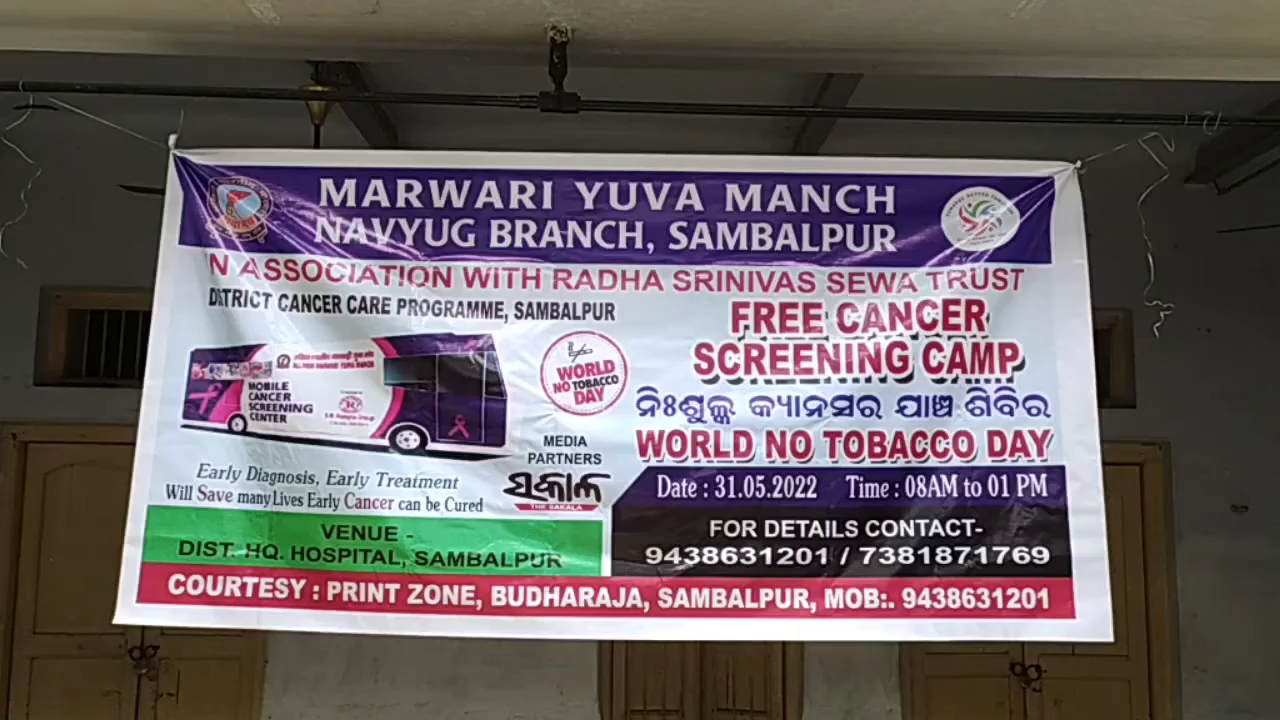 MARWARI YUVA MANCH
NAVYUG BRANCH, SAMBALPUR
N ASSOCIATION WITH RADHA SRINIVAS SEWA TRUST
DISTRICT CANCER CARE PROGRAMME, SAMBALPUR
FREE CANCER
SCREENING CAMP
ନିଃଶୁଳ୍କ କ୍ୟାନସର ଯାଞ୍ଚ ଶିବିର
WORLD NO TOBACCO DAY
MOBILE
CANCER
SCREENING
CENTER
WORLD
NO TOBACCO
DAY
MEDIA
PARTNERS
ସକାଳ
THE SAKALA
Early Diagnosis, Early Treatment
Will Save many Lives Early Cancer can be Cured
Date : 31.05.2022 Time : 08AM to 01 PM
VENUE -
DIST. HQ. HOSPITAL, SAMBALPUR
FOR DETAILS CONTACT-
9438631201 / 7381871769
COURTESY : PRINT ZONE, BUDHARAJA, SAMBALPUR, MOB:. 9438631201